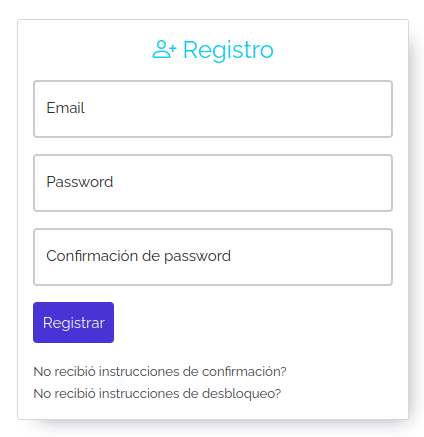 Registro
Email
Password
Confirmación de password
Registrar
No recibió instrucciones de confirmación?
No recibió instrucciones de desbloqueo?